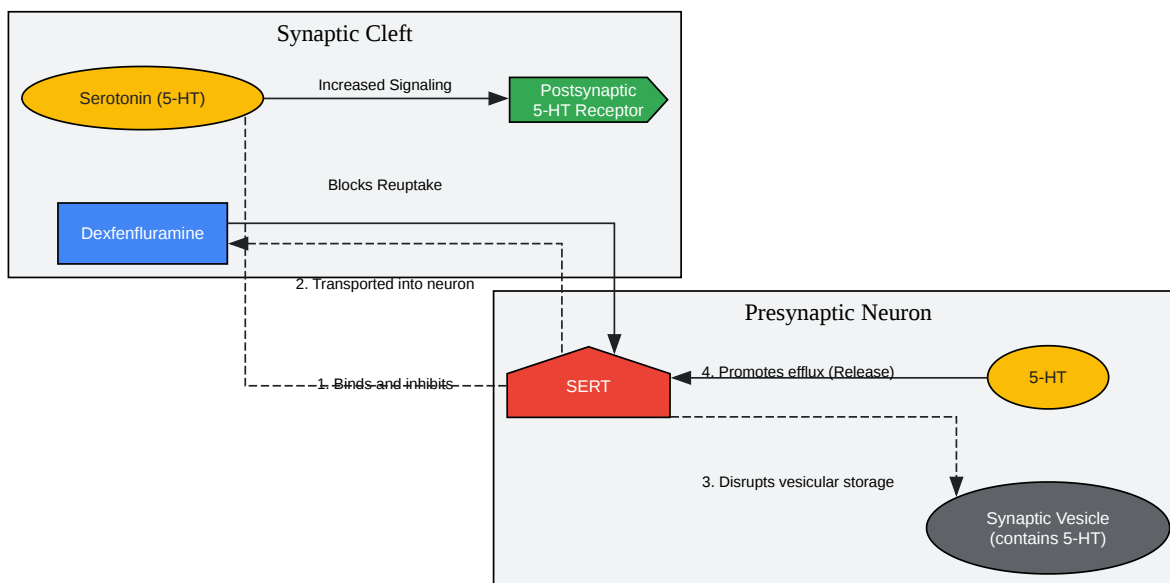 Synaptic Cleft
Serotonin (5-HT)
Increased Signaling
Postsynaptic
5-HT Receptor
Blocks Reuptake
Dexfenfluramine
2. Transported into neuron
Presynaptic Neuron
1. Binds and inhibits
SERT
4. Promotes efflux (Release)
5-HT
3. Disrupts vesicular storage
Synaptic Vesicle
(contains 5-HT)